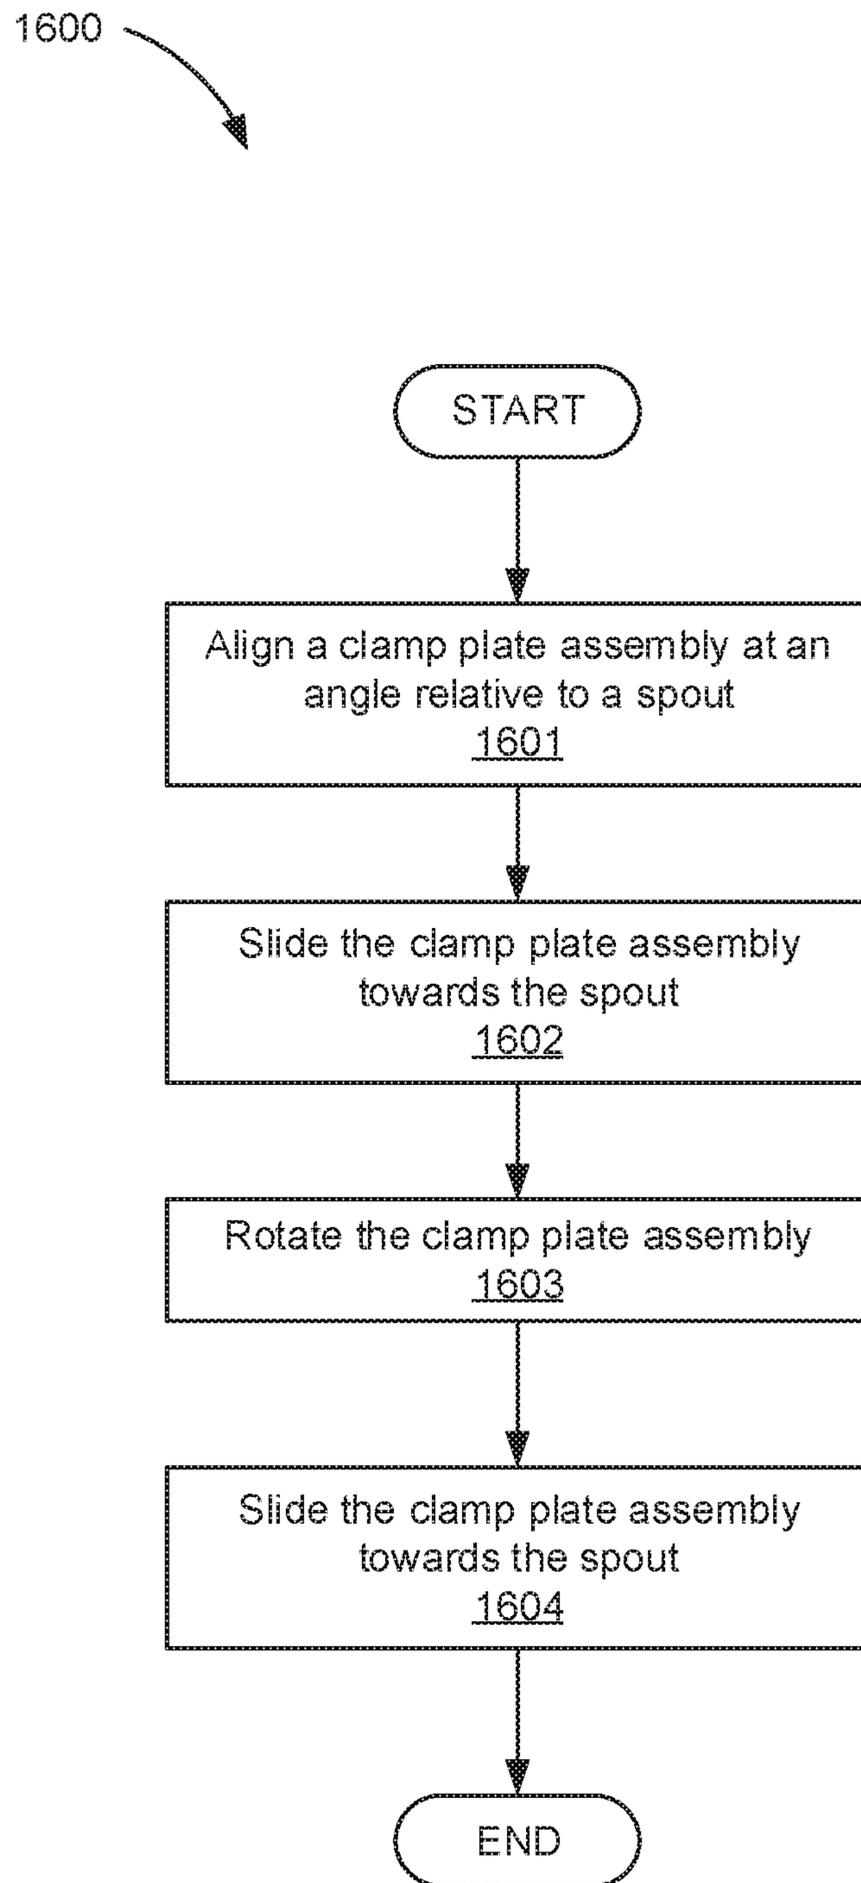 1600
START
Align a clamp plate assembly at an
angle relative to a spout
1601
Slide the clamp plate assembly
towards the spout
1602
Rotate the clamp plate assembly
1603
Slide the clamp plate assembly
towards the spout
1604
END